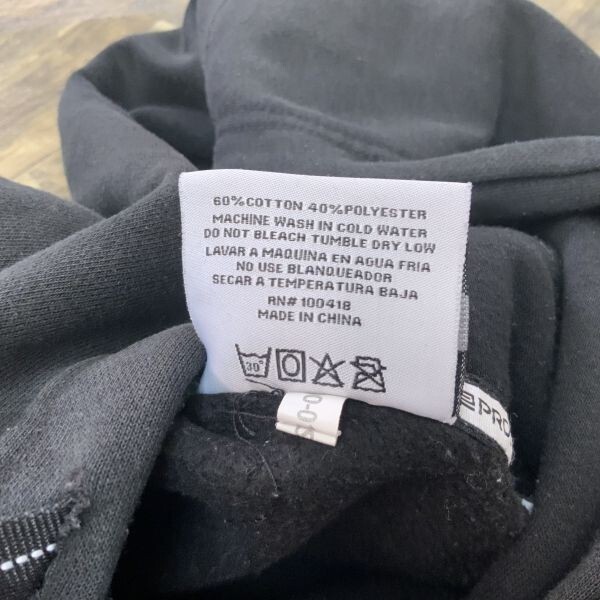 60%COTTON 40%POLYESTER
MACHINE WASH IN COLD WATER
DO NOT BLEACH TUMBLE DRY LOW
LAVAR A MAQUINA EN AGUA FRIA
NO USE BLANQUEADOR
SECAR A TEMPERATURA BAJA
RN# 100418
MADE IN CHINA
30°
PRO